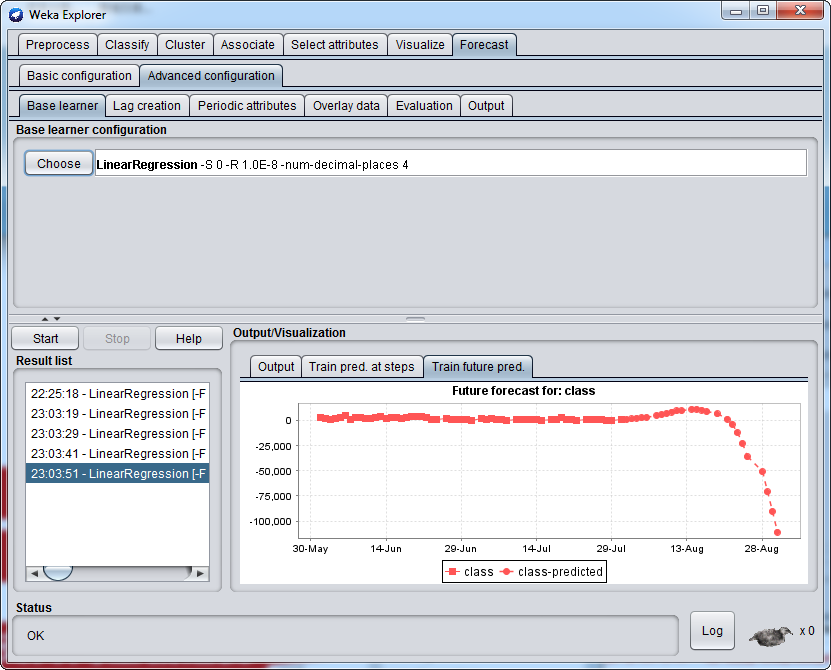 Weka Explorer
Preprocess Classify Cluster Associate Select attributes Visualize Forecast
Basic configuration Advanced configuration
Base learner Lag creation Periodic attributes Overlay data Evaluation Output
Base learner configuration
Choose LinearRegression -S 0 -R 1.0E-8 -num-decimal-places 4
Start Stop Help
Result list
22:25:18 - LinearRegression [-F
23:03:19 - LinearRegression [-F
23:03:29 - LinearRegression [-F
23:03:41 - LinearRegression [-F
23:03:51 - LinearRegression [-F
Output/Visualization
Output Train pred. at steps Train future pred.
Future forecast for: class
0
-25,000
-50,000
-75,000
-100,000
30-May 14-Jun 29-Jun 14-Jul 29-Jul 13-Aug 28-Aug
class class-predicted
Status
OK
Log x 0